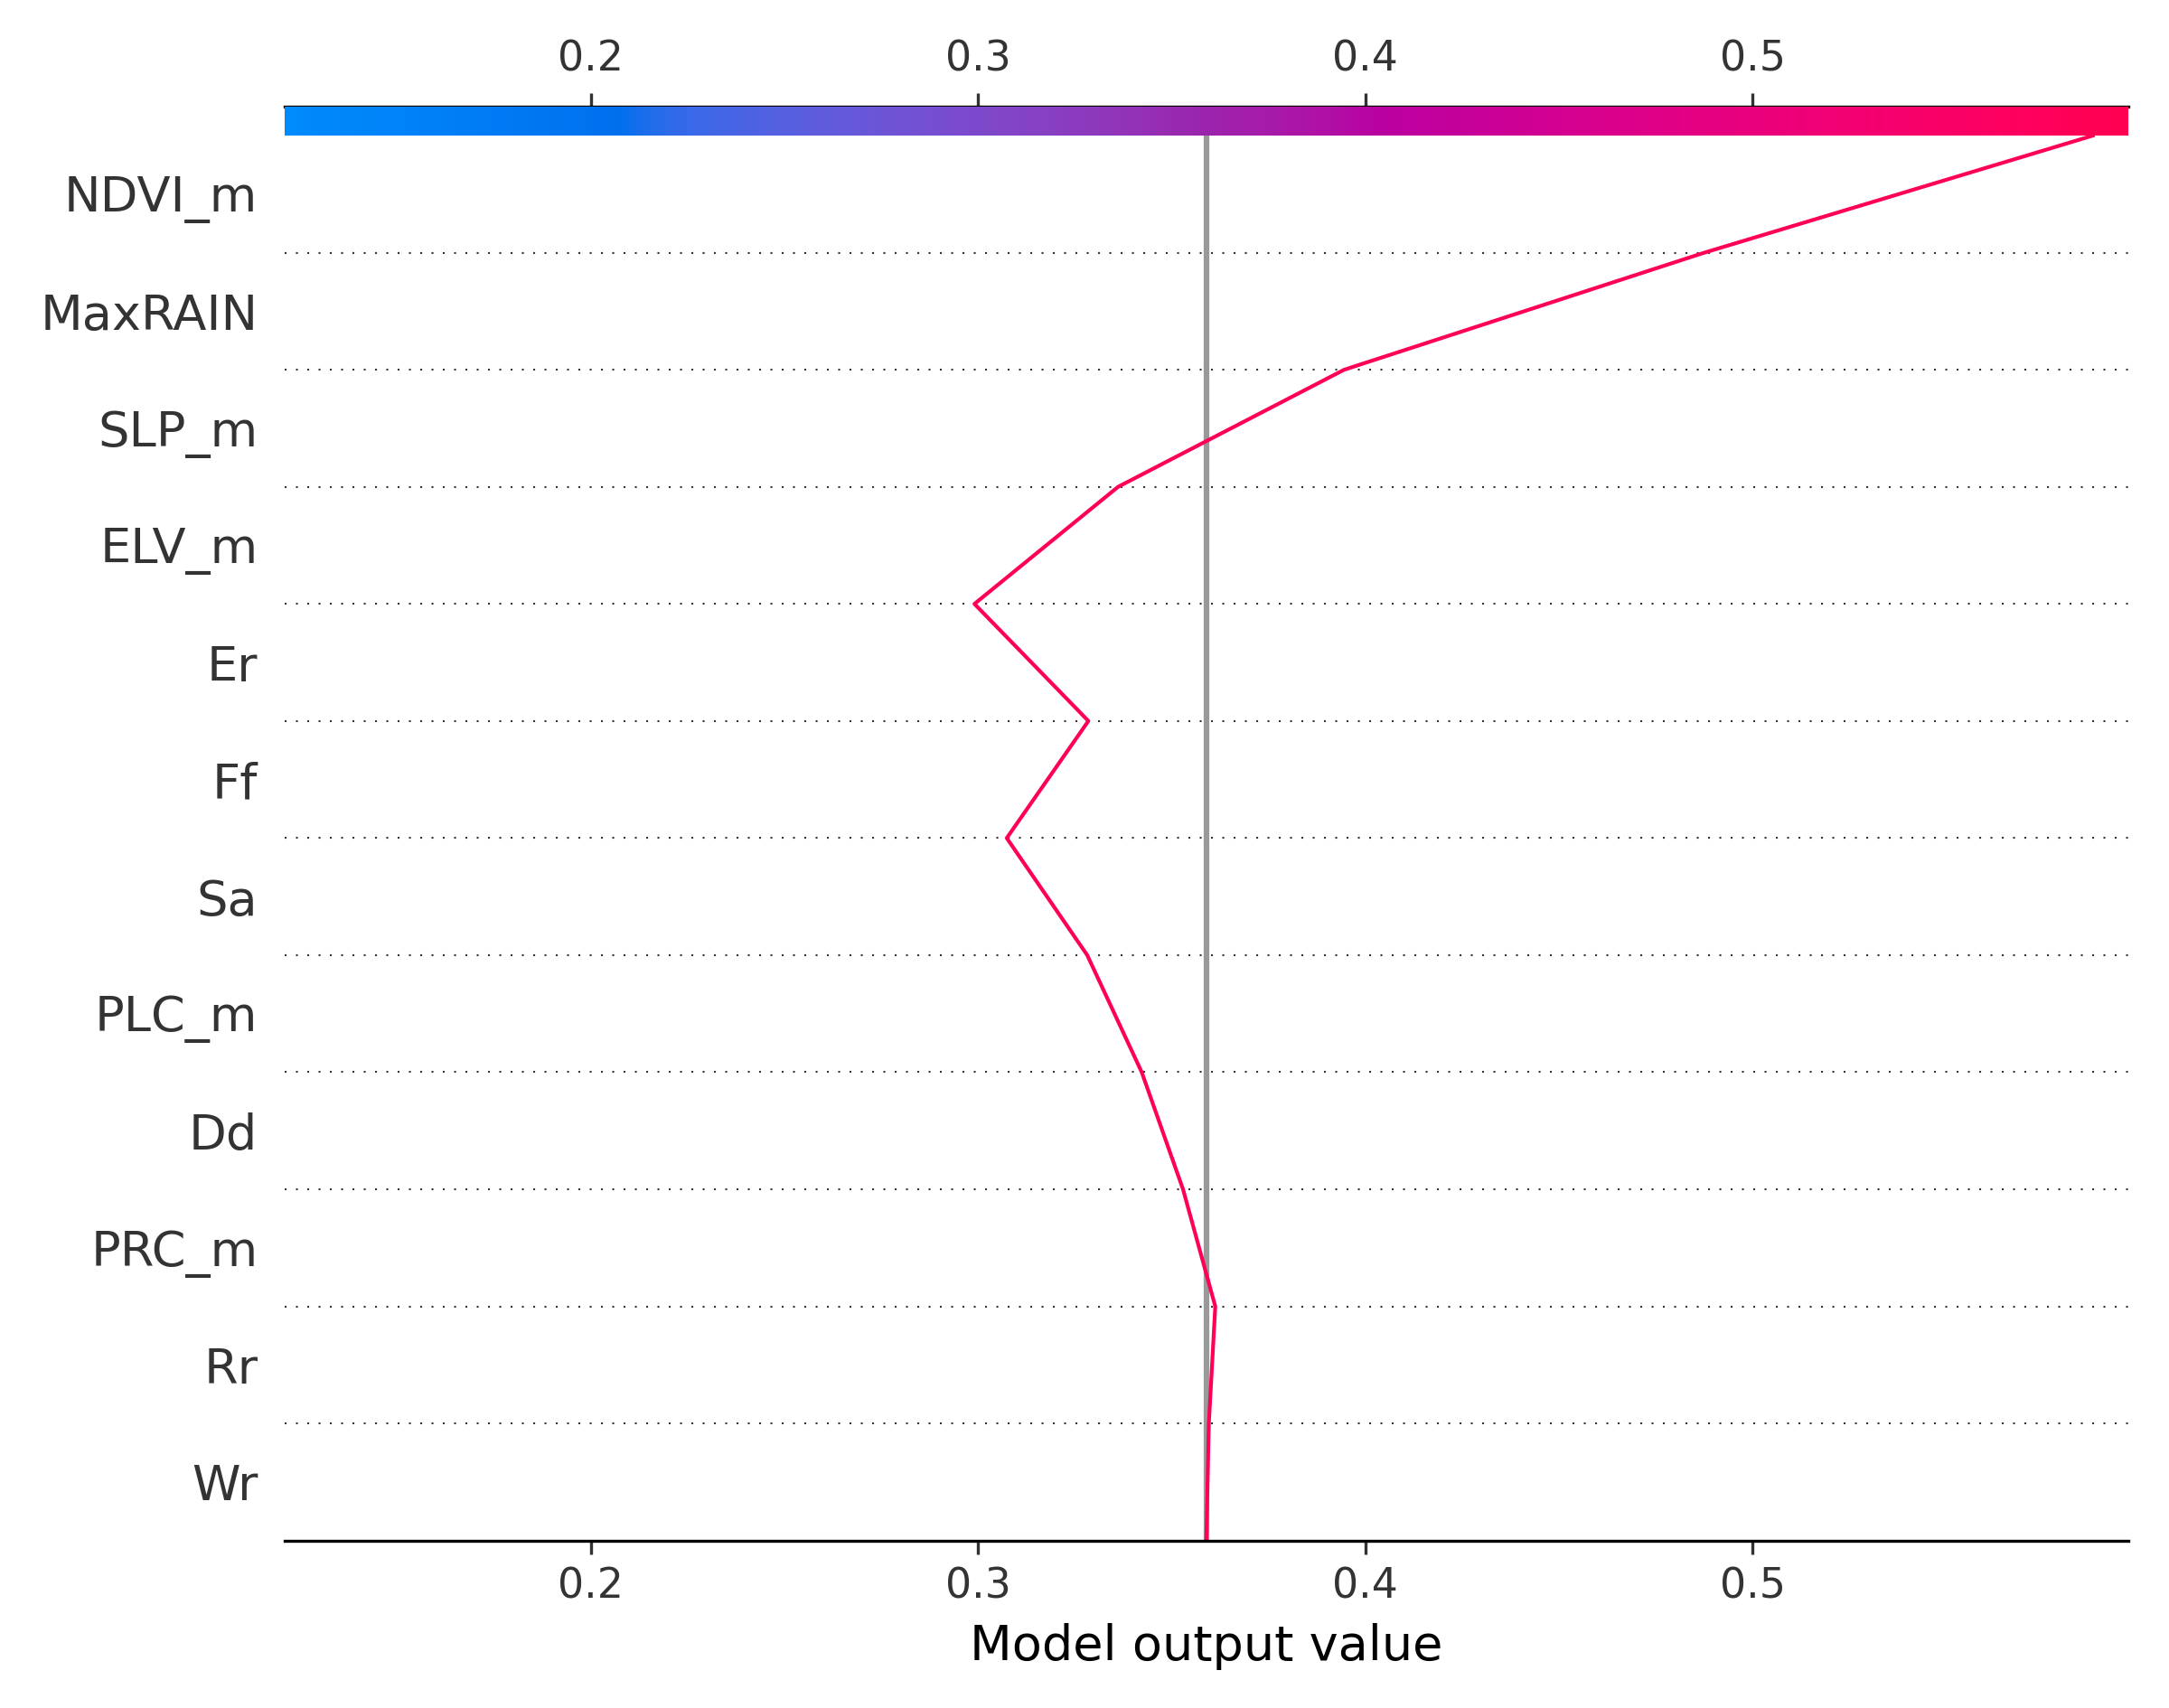 0.2 0.3 0.4 0.5
NDVI_m
MaxRAIN
SLP_m
ELV_m
Er
Ff
Sa
PLC_m
Dd
PRC_m
Rr
Wr
0.2 0.3 0.4 0.5
Model output value